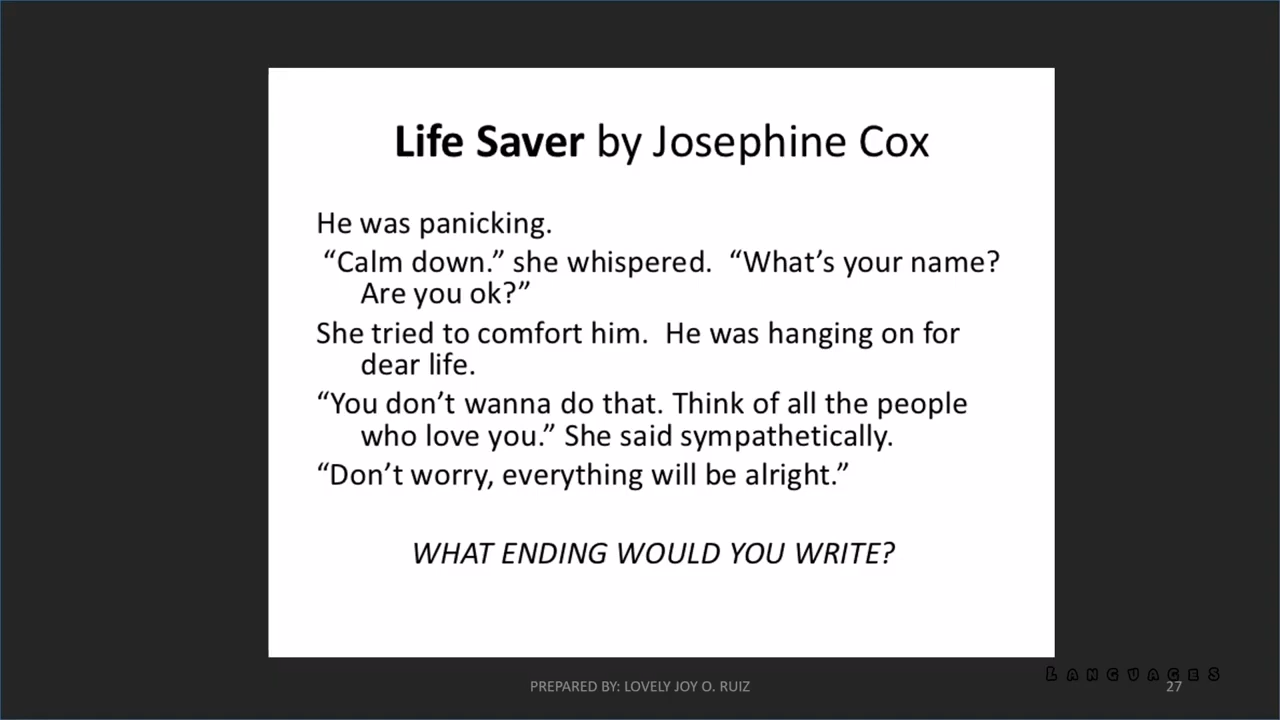 Life Saver by Josephine Cox
He was panicking.
“Calm down.” she whispered.  “What’s your name?
Are you ok?”
She tried to comfort him.  He was hanging on for
dear life.
“You don’t wanna do that. Think of all the people
who love you.” She said sympathetically.
“Don’t worry, everything will be alright.”
WHAT ENDING WOULD YOU WRITE?
LANGUAGES
PREPARED BY: LOVELY JOY O. RUIZ
27